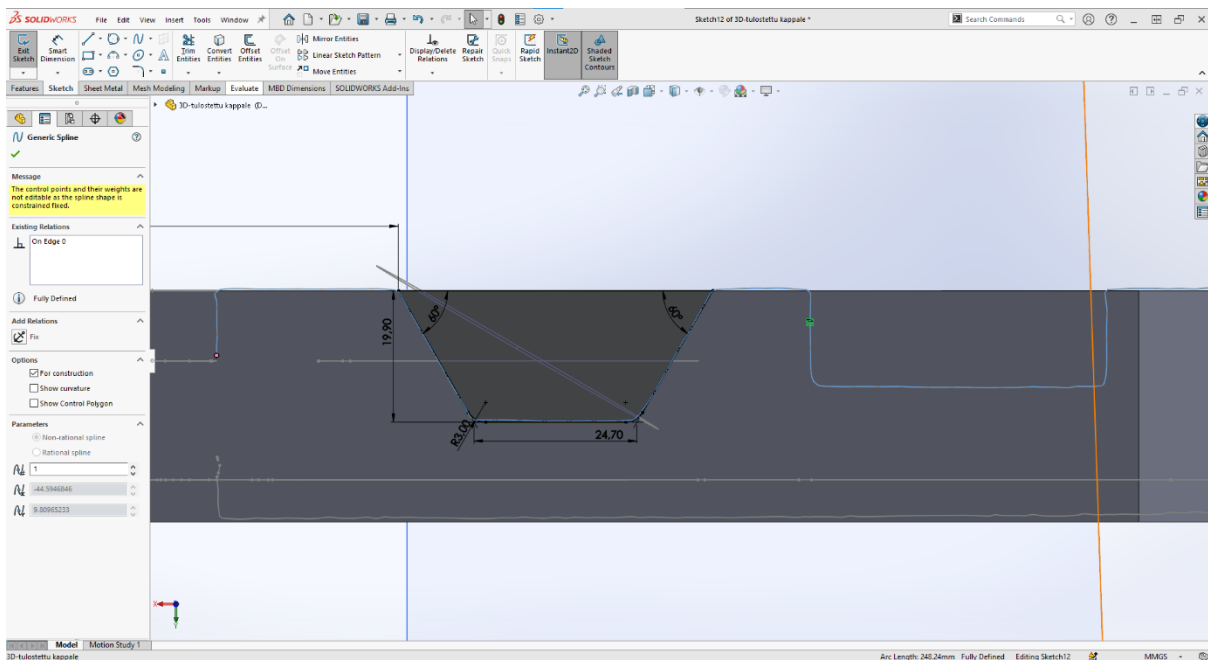 SOLIDWORKS File Edit View Insert Tools Window
Sketch12 of 3D-tulostettu kappale *
Search Commands
Exit Sketch
Smart Dimension
Trim Entities
Convert Entities
Offset Entities
Offset On Surface
Mirror Entities
Linear Sketch Pattern
Move Entities
Display/Delete Relations
Repair Sketch
Quick Snaps
Rapid Sketch
Instant2D
Shaded Sketch Contours
Features Sketch Sheet Metal Mesh Modeling Markup Evaluate MBD Dimensions SOLIDWORKS Add-Ins
3D-tulostettu kappale (D...
Generic Spline
Message
The control points and their weights are
not editable as the spline shape is
constrained fixed.
Existing Relations
On Edge 0
Fully Defined
Add Relations
Fix
Options
For construction
Show curvature
Show Control Polygon
Parameters
Non-rational spline
Rational spline
1
-44.5946846
9.80965233
60°
60°
19,90
R3,00
24,70
X
Y
Model Motion Study 1
3D-tulostettu kappale
Arc Length: 248.24mm Fully Defined Editing Sketch12 MMGS